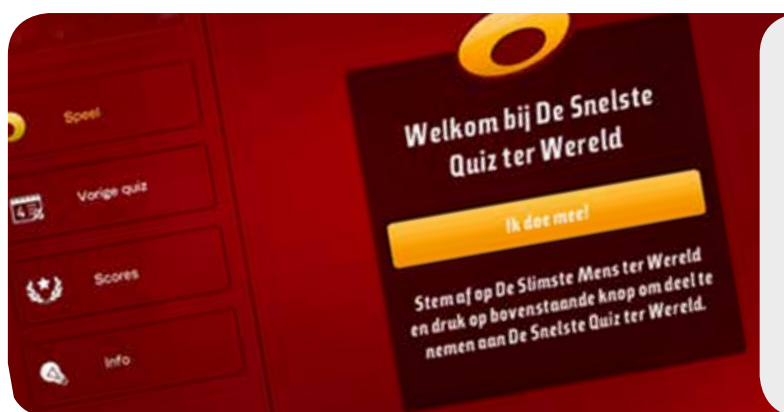 Speel
Vorige quiz
Scores
Info
Welkom bij De Snelste
Quiz ter Wereld
Ik doe mee!
Stem af op De Slimste Mens ter Wereld
en druk op bovenstaande knop om deel te
nemen aan De Snelste Quiz ter Wereld.